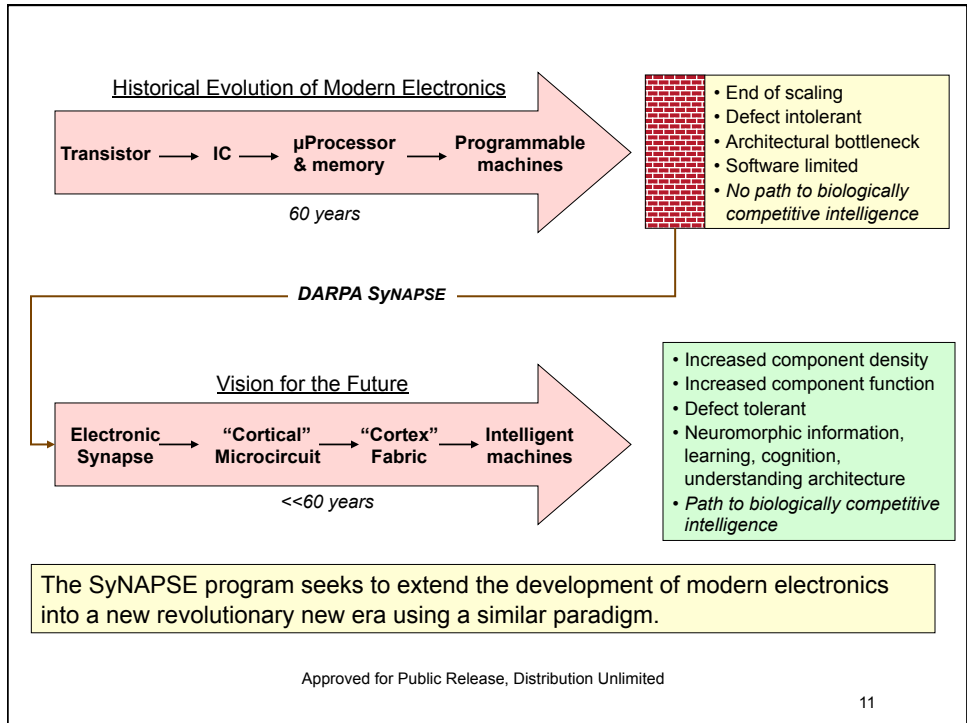 Historical Evolution of Modern Electronics
Transistor
IC
µProcessor
& memory
Programmable
machines
60 years
• End of scaling
• Defect intolerant
• Architectural bottleneck
• Software limited
• No path to biologically
competitive intelligence
DARPA SyNAPSE
Vision for the Future
Electronic
Synapse
“Cortical”
Microcircuit
“Cortex”
Fabric
Intelligent
machines
<<60 years
• Increased component density
• Increased component function
• Defect tolerant
• Neuromorphic information,
learning, cognition,
understanding architecture
• Path to biologically competitive
intelligence
The SyNAPSE program seeks to extend the development of modern electronics
into a new revolutionary new era using a similar paradigm.
Approved for Public Release, Distribution Unlimited
11